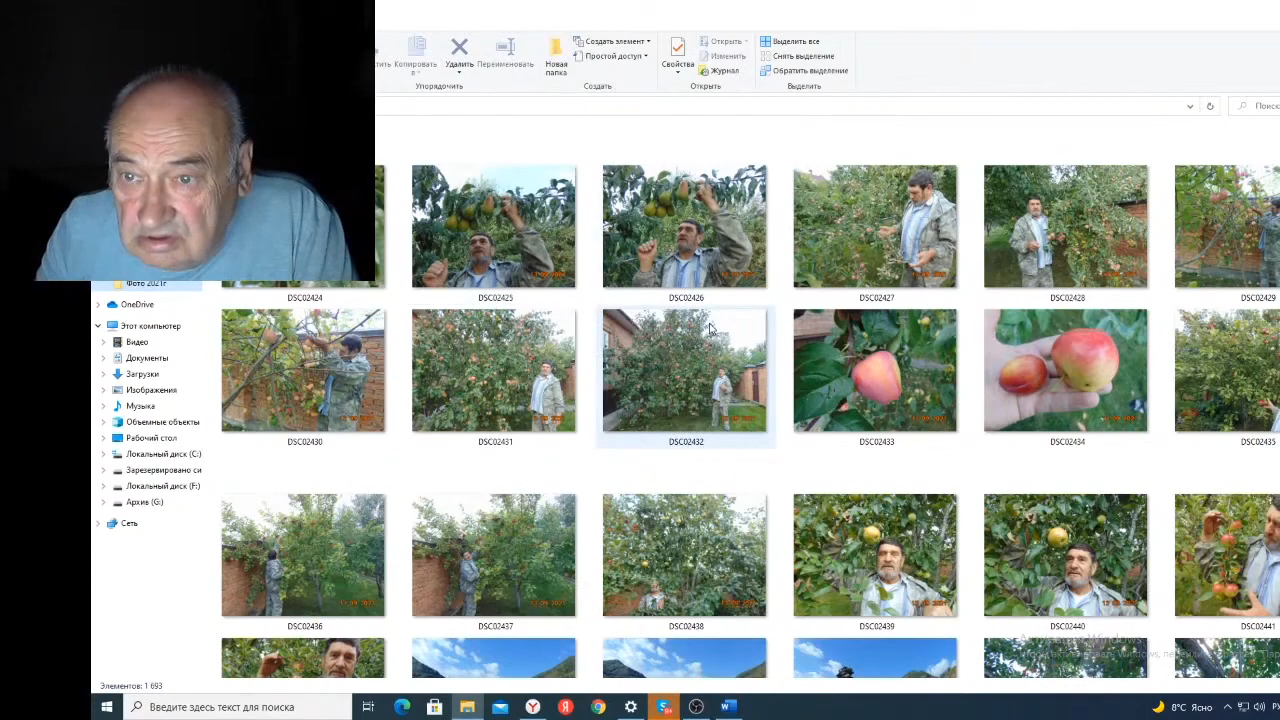 Создать элемент
Открыть
Выделить все
Копировать
в
Удалить
Переименовать
Новая
папка
Простой доступ
Свойства
Изменить
Снять выделение
Журнал
Обратить выделение
Упорядочить
Создать
Открыть
Выделить
Поиск
Фото 2021г
OneDrive
Этот компьютер
Видео
Документы
Загрузки
Изображения
Музыка
Объемные объекты
Рабочий стол
Локальный диск (C:)
Зарезервировано си
Локальный диск (F:)
Архив (G:)
Сеть
DSC02424
DSC02425
DSC02426
DSC02427
DSC02428
DSC02429
DSC02430
DSC02431
DSC02432
DSC02433
DSC02434
DSC02435
DSC02436
DSC02437
DSC02438
DSC02439
DSC02440
DSC02441
Элементов: 1 693
Введите здесь текст для поиска
8°C Ясно